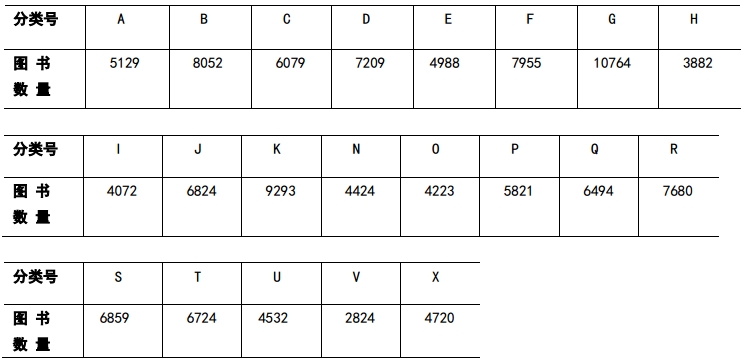 分类号 A B C D E F G H
图 书 5129 8052 6079 7209 4988 7955 10764 3882
数 量
分类号 I J K N O P Q R
图 书 4072 6824 9293 4424 4223 5821 6494 7680
数 量
分类号 S T U V X
图 书 6859 6724 4532 2824 4720
数 量